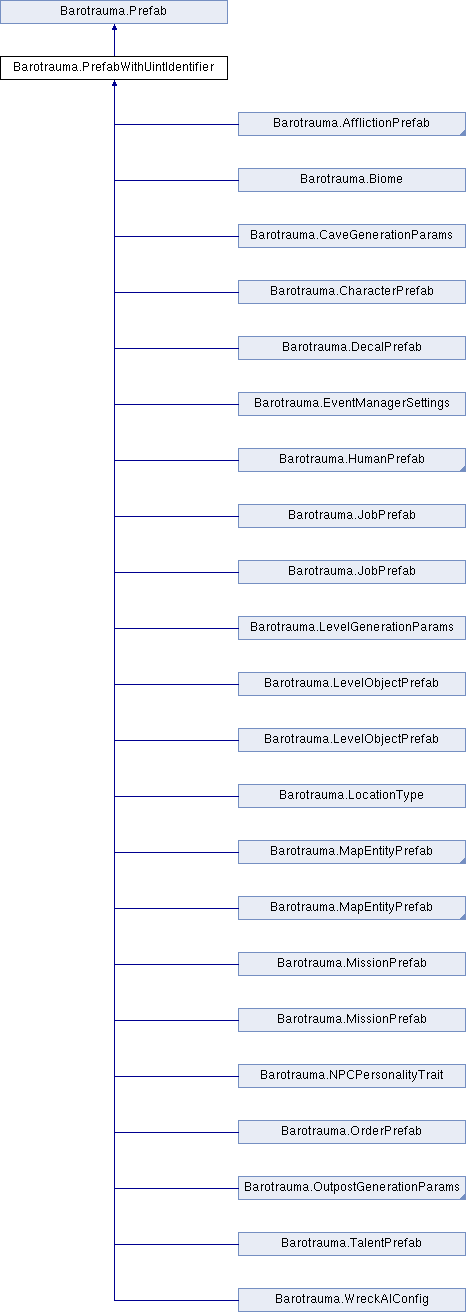 Barotrauma.Prefab
Barotrauma.PrefabWithUintIdentifier
Barotrauma.AfflictionPrefab
Barotrauma.Biome
Barotrauma.CaveGenerationParams
Barotrauma.CharacterPrefab
Barotrauma.DecalPrefab
Barotrauma.EventManagerSettings
Barotrauma.HumanPrefab
Barotrauma.JobPrefab
Barotrauma.JobPrefab
Barotrauma.LevelGenerationParams
Barotrauma.LevelObjectPrefab
Barotrauma.LevelObjectPrefab
Barotrauma.LocationType
Barotrauma.MapEntityPrefab
Barotrauma.MapEntityPrefab
Barotrauma.MissionPrefab
Barotrauma.MissionPrefab
Barotrauma.NPCPersonalityTrait
Barotrauma.OrderPrefab
Barotrauma.OutpostGenerationParams
Barotrauma.TalentPrefab
Barotrauma.WreckAIConfig